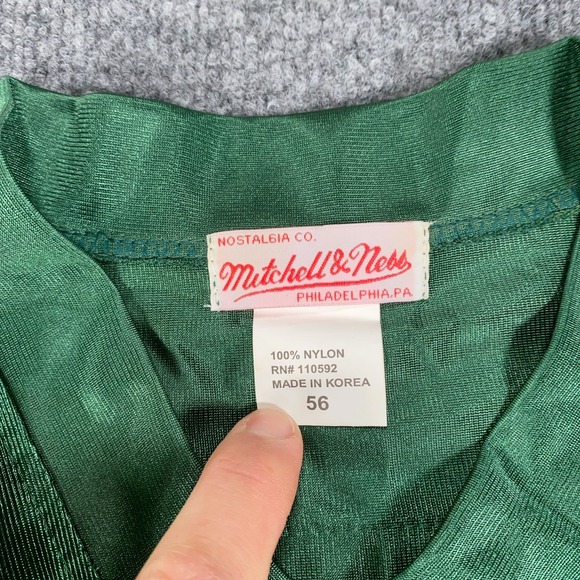 NOSTALGIA CO.
Mitchell & Ness
PHILADELPHIA.PA
100% NYLON
RN# 110592
MADE IN KOREA
56